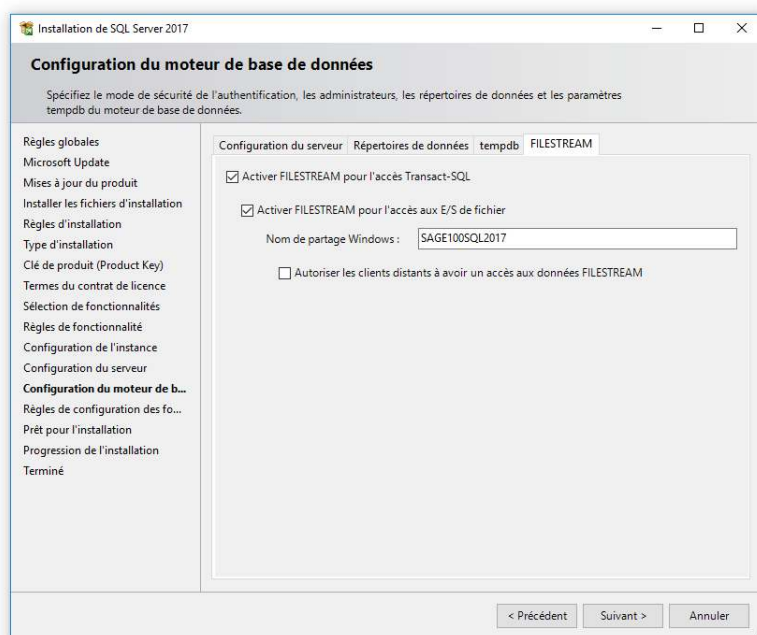 Installation de SQL Server 2017
Configuration du moteur de base de données
Spécifiez le mode de sécurité de l'authentification, les administrateurs, les répertoires de données et les paramètres
tempdb du moteur de base de données.
Règles globales
Microsoft Update
Mises à jour du produit
Installer les fichiers d'installation
Règles d'installation
Type d'installation
Clé de produit (Product Key)
Termes du contrat de licence
Sélection de fonctionnalités
Règles de fonctionnalité
Configuration de l'instance
Configuration du serveur
Configuration du moteur de b...
Règles de configuration des fo...
Prêt pour l'installation
Progression de l'installation
Terminé
Configuration du serveur Répertoires de données tempdb FILESTREAM
Activer FILESTREAM pour l'accès Transact-SQL
Activer FILESTREAM pour l'accès aux E/S de fichier
Nom de partage Windows : SAGE100SQL2017
Autoriser les clients distants à avoir un accès aux données FILESTREAM
< Précédent Suivant > Annuler